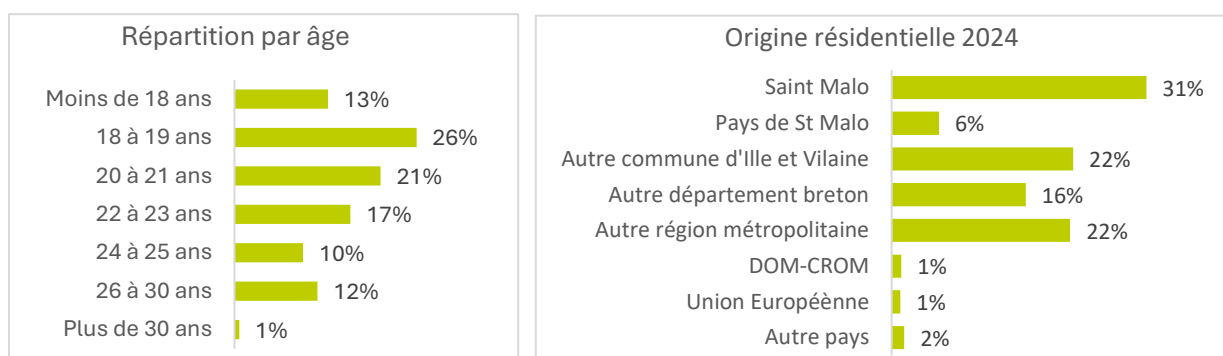 Répartition par âge
Moins de 18 ans 13%
18 à 19 ans 26%
20 à 21 ans 21%
22 à 23 ans 17%
24 à 25 ans 10%
26 à 30 ans 12%
Plus de 30 ans 1%
Origine résidentielle 2024
Saint Malo 31%
Pays de St Malo 6%
Autre commune d'Ille et Vilaine 22%
Autre département breton 16%
Autre région métropolitaine 22%
DOM-CROM 1%
Union Européènne 1%
Autre pays 2%